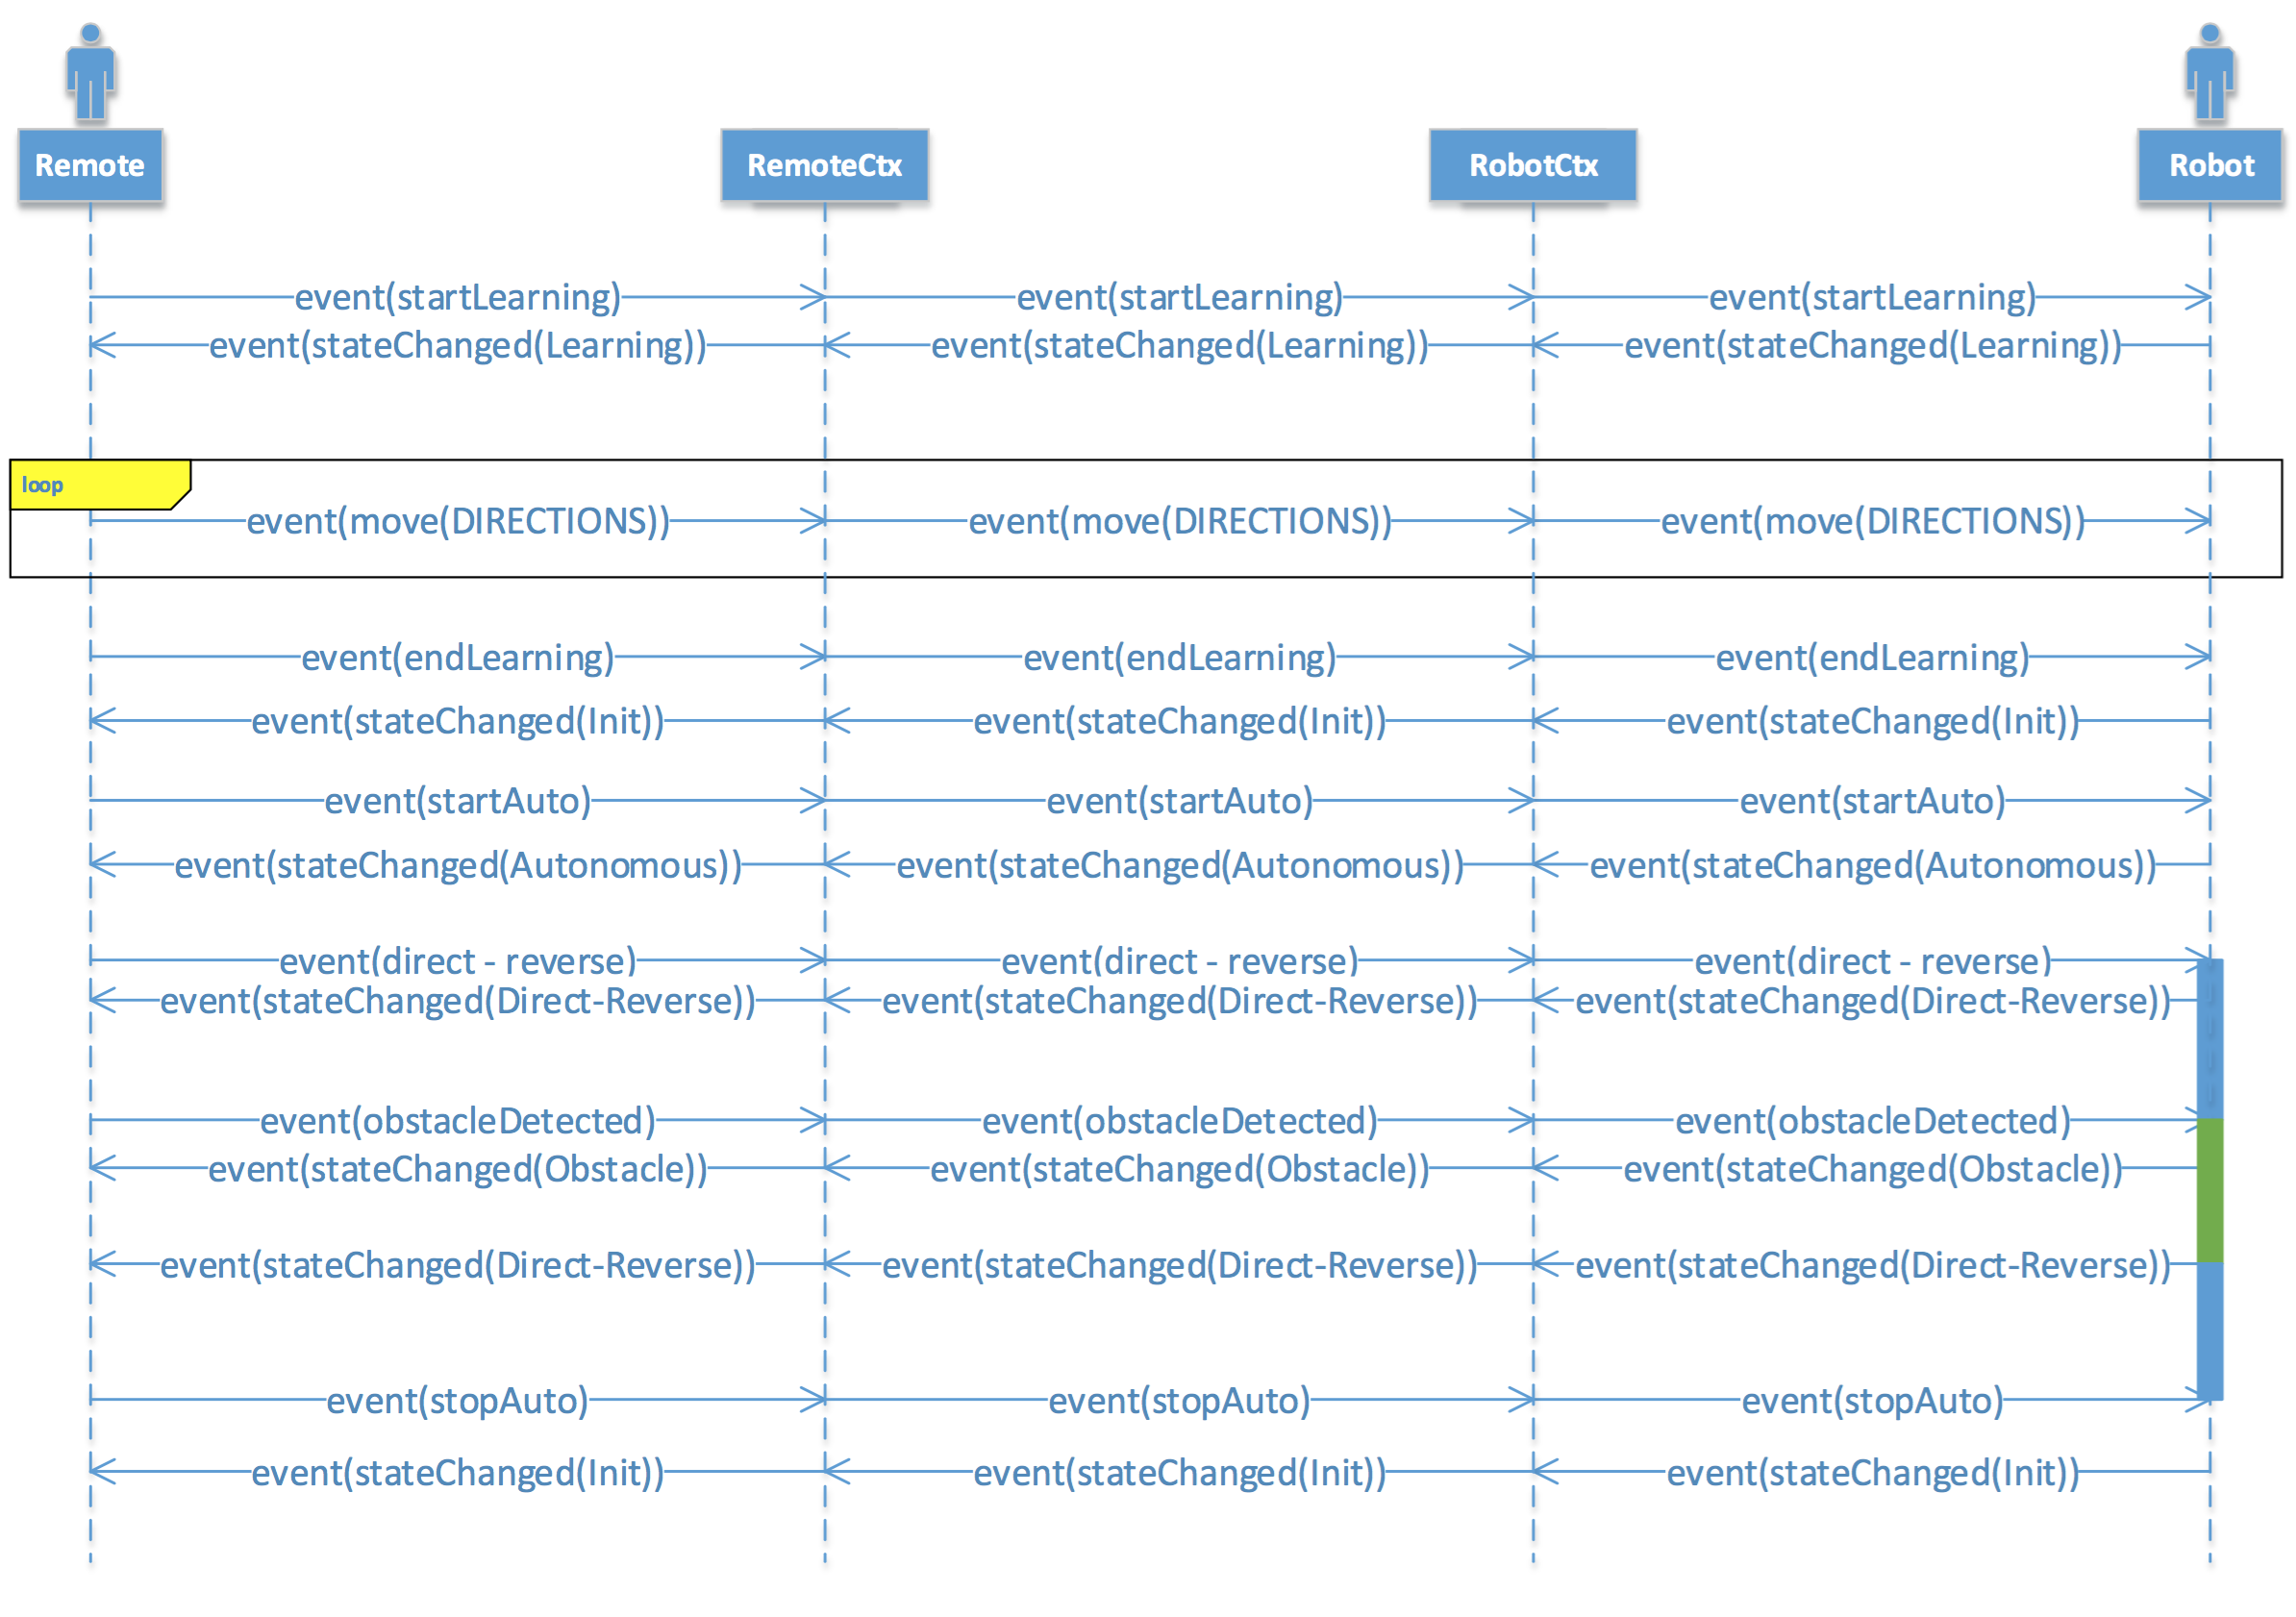 Remote RemoteCtx RobotCtx Robot
event(startLearning) event(startLearning) event(startLearning)
event(stateChanged(Learning)) event(stateChanged(Learning)) event(stateChanged(Learning))
loop
event(move(DIRECTIONS)) event(move(DIRECTIONS)) event(move(DIRECTIONS))
event(endLearning) event(endLearning) event(endLearning)
event(stateChanged(Init)) event(stateChanged(Init)) event(stateChanged(Init))
event(startAuto) event(startAuto) event(startAuto)
event(stateChanged(Autonomous)) event(stateChanged(Autonomous)) event(stateChanged(Autonomous))
event(direct - reverse) event(direct - reverse) event(direct - reverse)
event(stateChanged(Direct-Reverse)) event(stateChanged(Direct-Reverse)) event(stateChanged(Direct-Reverse))
event(obstacleDetected) event(obstacleDetected) event(obstacleDetected)
event(stateChanged(Obstacle)) event(stateChanged(Obstacle)) event(stateChanged(Obstacle))
event(stateChanged(Direct-Reverse)) event(stateChanged(Direct-Reverse)) event(stateChanged(Direct-Reverse))
event(stopAuto) event(stopAuto) event(stopAuto)
event(stateChanged(Init)) event(stateChanged(Init)) event(stateChanged(Init))